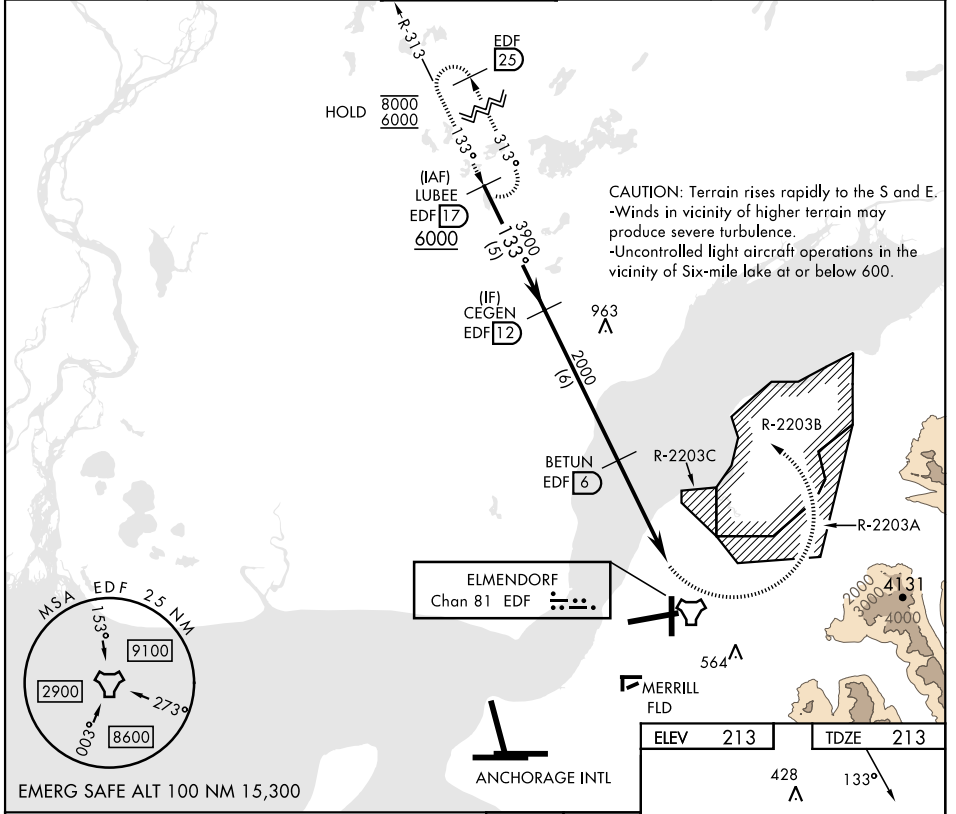 R-313
EDF
25
HOLD
8000
6000
133°
313°
(IAF)
LUBEE
EDF 17
6000
3900
133°
(5)
CAUTION: Terrain rises rapidly to the S and E.
-Winds in vicinity of higher terrain may
produce severe turbulence.
-Uncontrolled light aircraft operations in the
vicinity of Six-mile lake at or below 600.
(IF)
CEGEN
EDF 12
963
2000
(6)
R-2203B
BETUN
EDF 6
R-2203C
R-2203A
ELMENDORF
Chan 81 EDF
2000
3000
4131
4000
MSA EDF 25 NM
153°
9100
2900
273°
003°
8600
564
MERRILL
FLD
ANCHORAGE INTL
ELEV 213
TDZE 213
428
133°
EMERG SAFE ALT 100 NM 15,300